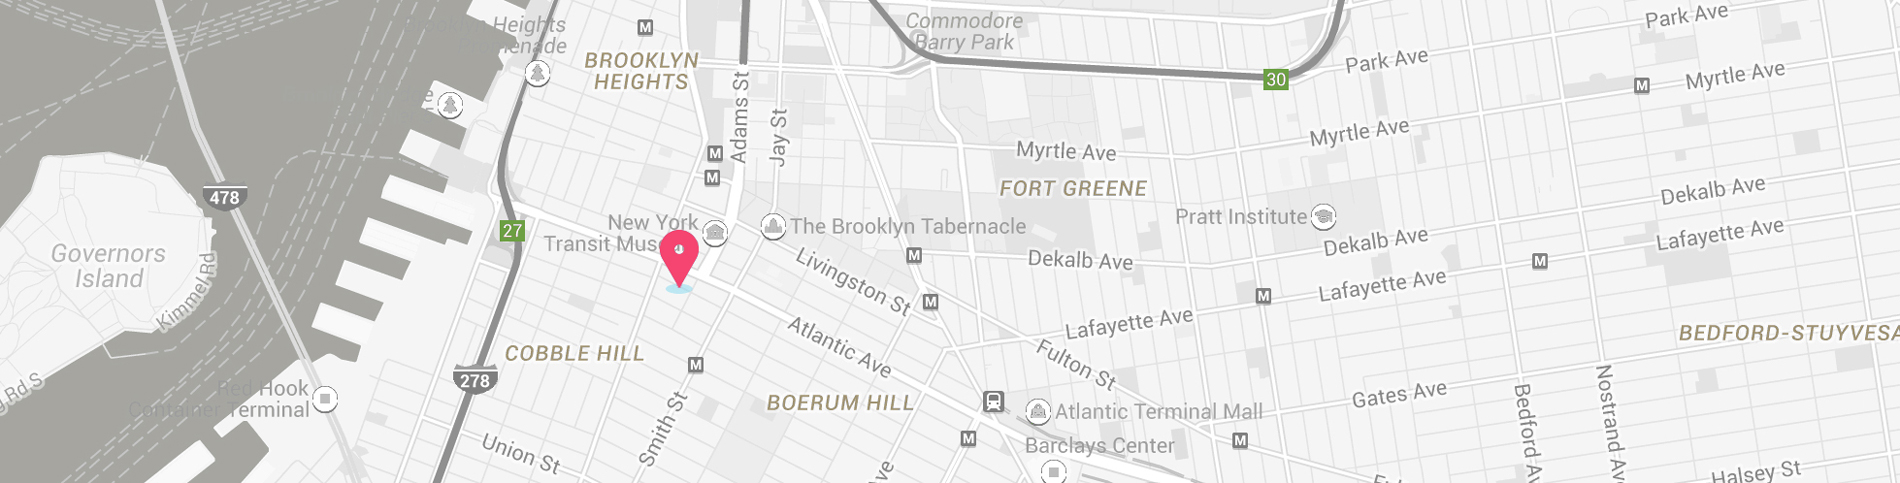 Brooklyn Heights
Commodore
Barry Park
Park Ave
BROOKLYN
HEIGHTS
Park Ave
Myrtle Ave
30
Adams St
Jay St
Myrtle Ave
Myrtle Ave
FORT GREENE
478
Dekalb Ave
New York
Transit
The Brooklyn Tabernacle
Pratt Institute
27
Dekalb Ave
Lafayette Ave
Governors
Island
Kimmel Rd
Livingston St
Dekalb Ave
Lafayette Ave
Lafayette Ave
Atlantic Ave
COBBLE HILL
Fulton St
BEDFORD-STUYVESA
278
Red Hook
Container Terminal
Rd S
BOERUM HILL
Smith St
Atlantic Terminal Mall
Gates Ave
Bedford Av
Nostrand Ave
Union St
Barclays Center
Ave
Halsey St
M
M
M
M
M
M
M
M
M
M
M